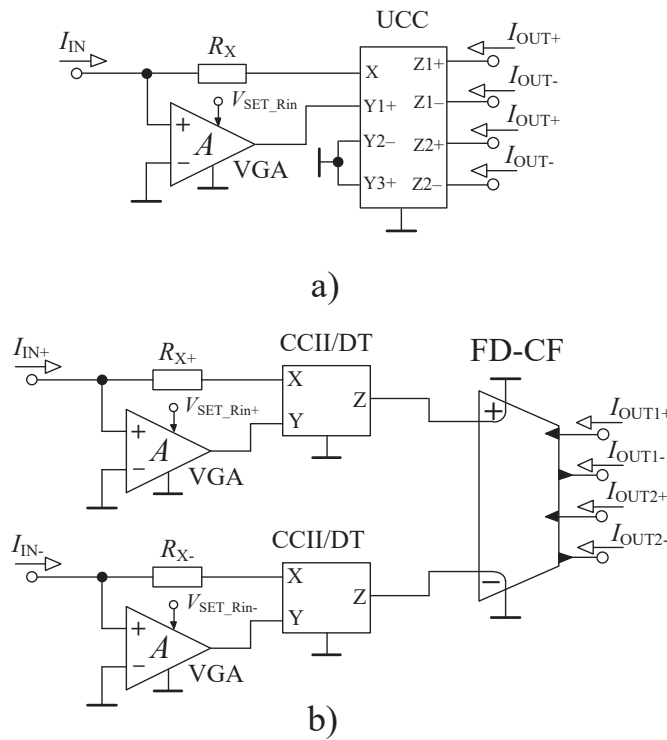 UCC
I_IN
R_X
I_OUT+
X
Z1+
V_SET_Rin
I_OUT-
Y1+
Z1–
+
A
I_OUT+
Y2–
Z2+
–
VGA
I_OUT-
Y3+
Z2–
a)
CCII/DT
FD-CF
I_IN+
R_X+
X
Z
V_SET_Rin+
Y
+
A
–
VGA
+
I_OUT1+
I_OUT1-
I_OUT2+
I_OUT2-
CCII/DT
I_IN-
R_X-
X
Z
V_SET_Rin-
Y
+
A
–
VGA
–
b)